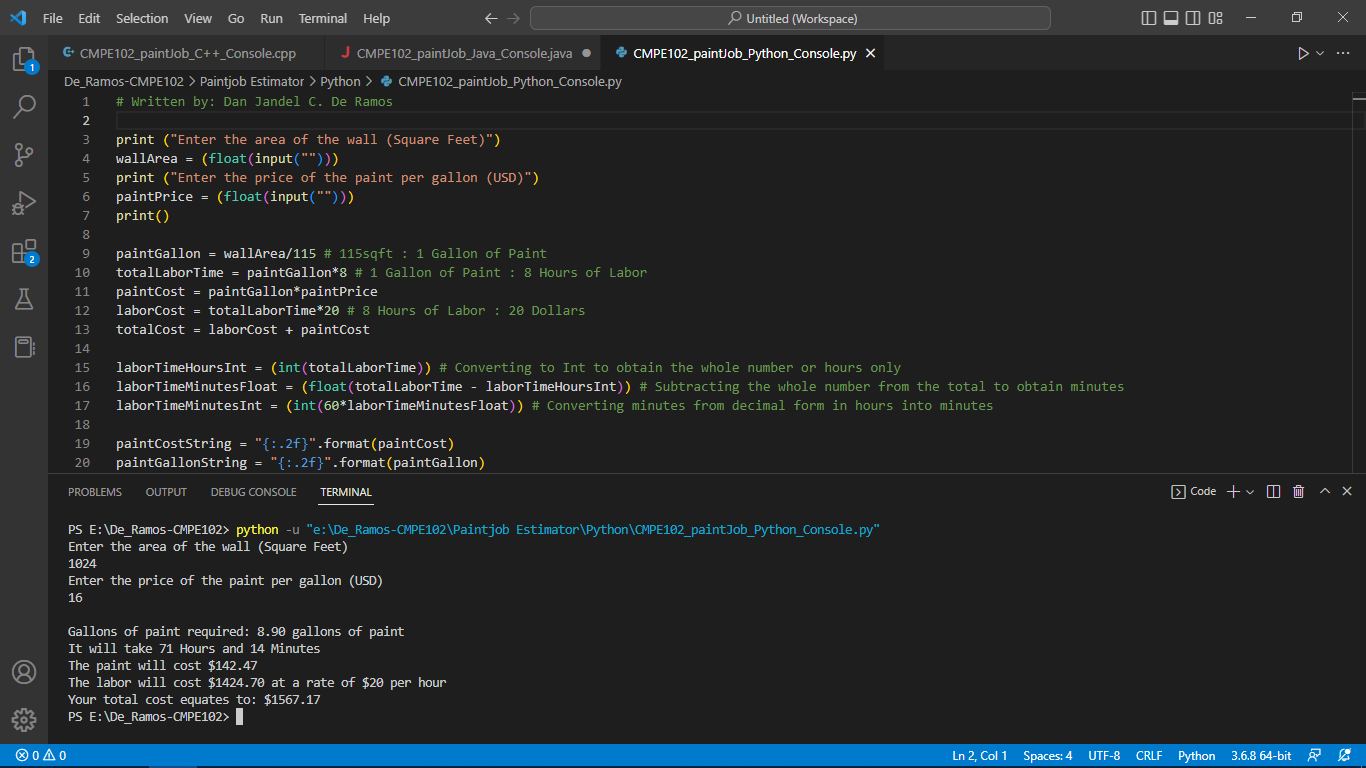 File Edit Selection View Go Run Terminal Help Untitled (Workspace)
CMPE102_paintJob_C++_Console.cpp CMPE102_paintJob_Java_Console.java CMPE102_paintJob_Python_Console.py
De_Ramos-CMPE102 > Paintjob Estimator > Python > CMPE102_paintJob_Python_Console.py
1 # Written by: Dan Jandel C. De Ramos
2
3 print ("Enter the area of the wall (Square Feet)")
4 wallArea = (float(input("")))
5 print ("Enter the price of the paint per gallon (USD)")
6 paintPrice = (float(input("")))
7 print()
8
9 paintGallon = wallArea/115 # 115sqft : 1 Gallon of Paint
10 totalLaborTime = paintGallon*8 # 1 Gallon of Paint : 8 Hours of Labor
11 paintCost = paintGallon*paintPrice
12 laborCost = totalLaborTime*20 # 8 Hours of Labor : 20 Dollars
13 totalCost = laborCost + paintCost
14
15 laborTimeHoursInt = (int(totalLaborTime)) # Converting to Int to obtain the whole number or hours only
16 laborTimeMinutesFloat = (float(totalLaborTime - laborTimeHoursInt)) # Subtracting the whole number from the total to obtain minutes
17 laborTimeMinutesInt = (int(60*laborTimeMinutesFloat)) # Converting minutes from decimal form in hours into minutes
18
19 paintCostString = "{:.2f}".format(paintCost)
20 paintGallonString = "{:.2f}".format(paintGallon)
1
2
PROBLEMS OUTPUT DEBUG CONSOLE TERMINAL Code
PS E:\De_Ramos-CMPE102> python -u "e:\De_Ramos-CMPE102\Paintjob Estimator\Python\CMPE102_paintJob_Python_Console.py"
Enter the area of the wall (Square Feet)
1024
Enter the price of the paint per gallon (USD)
16
Gallons of paint required: 8.90 gallons of paint
It will take 71 Hours and 14 Minutes
The paint will cost $142.47
The labor will cost $1424.70 at a rate of $20 per hour
Your total cost equates to: $1567.17
PS E:\De_Ramos-CMPE102>
0 0 Ln 2, Col 1 Spaces: 4 UTF-8 CRLF Python 3.6.8 64-bit